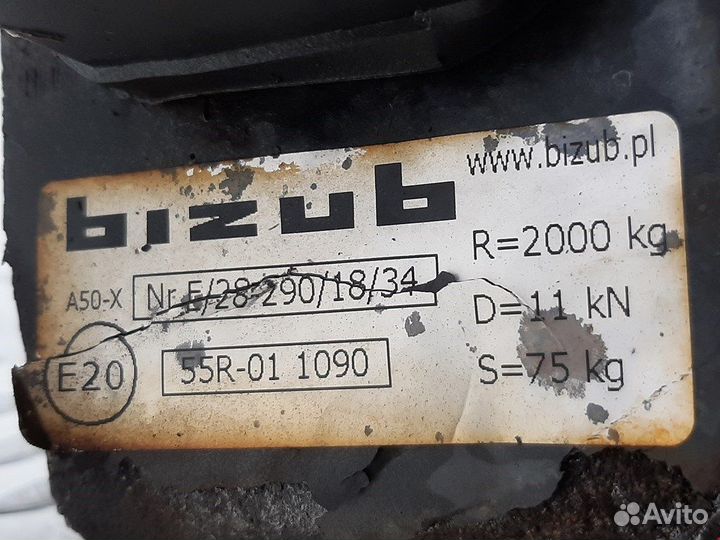 bizub
www.bizub.pl
R=2000 kg
A50-X Nr E/28-290/18/34
D=11 kN
E20 55R-01 1090
S=75 kg
Avito